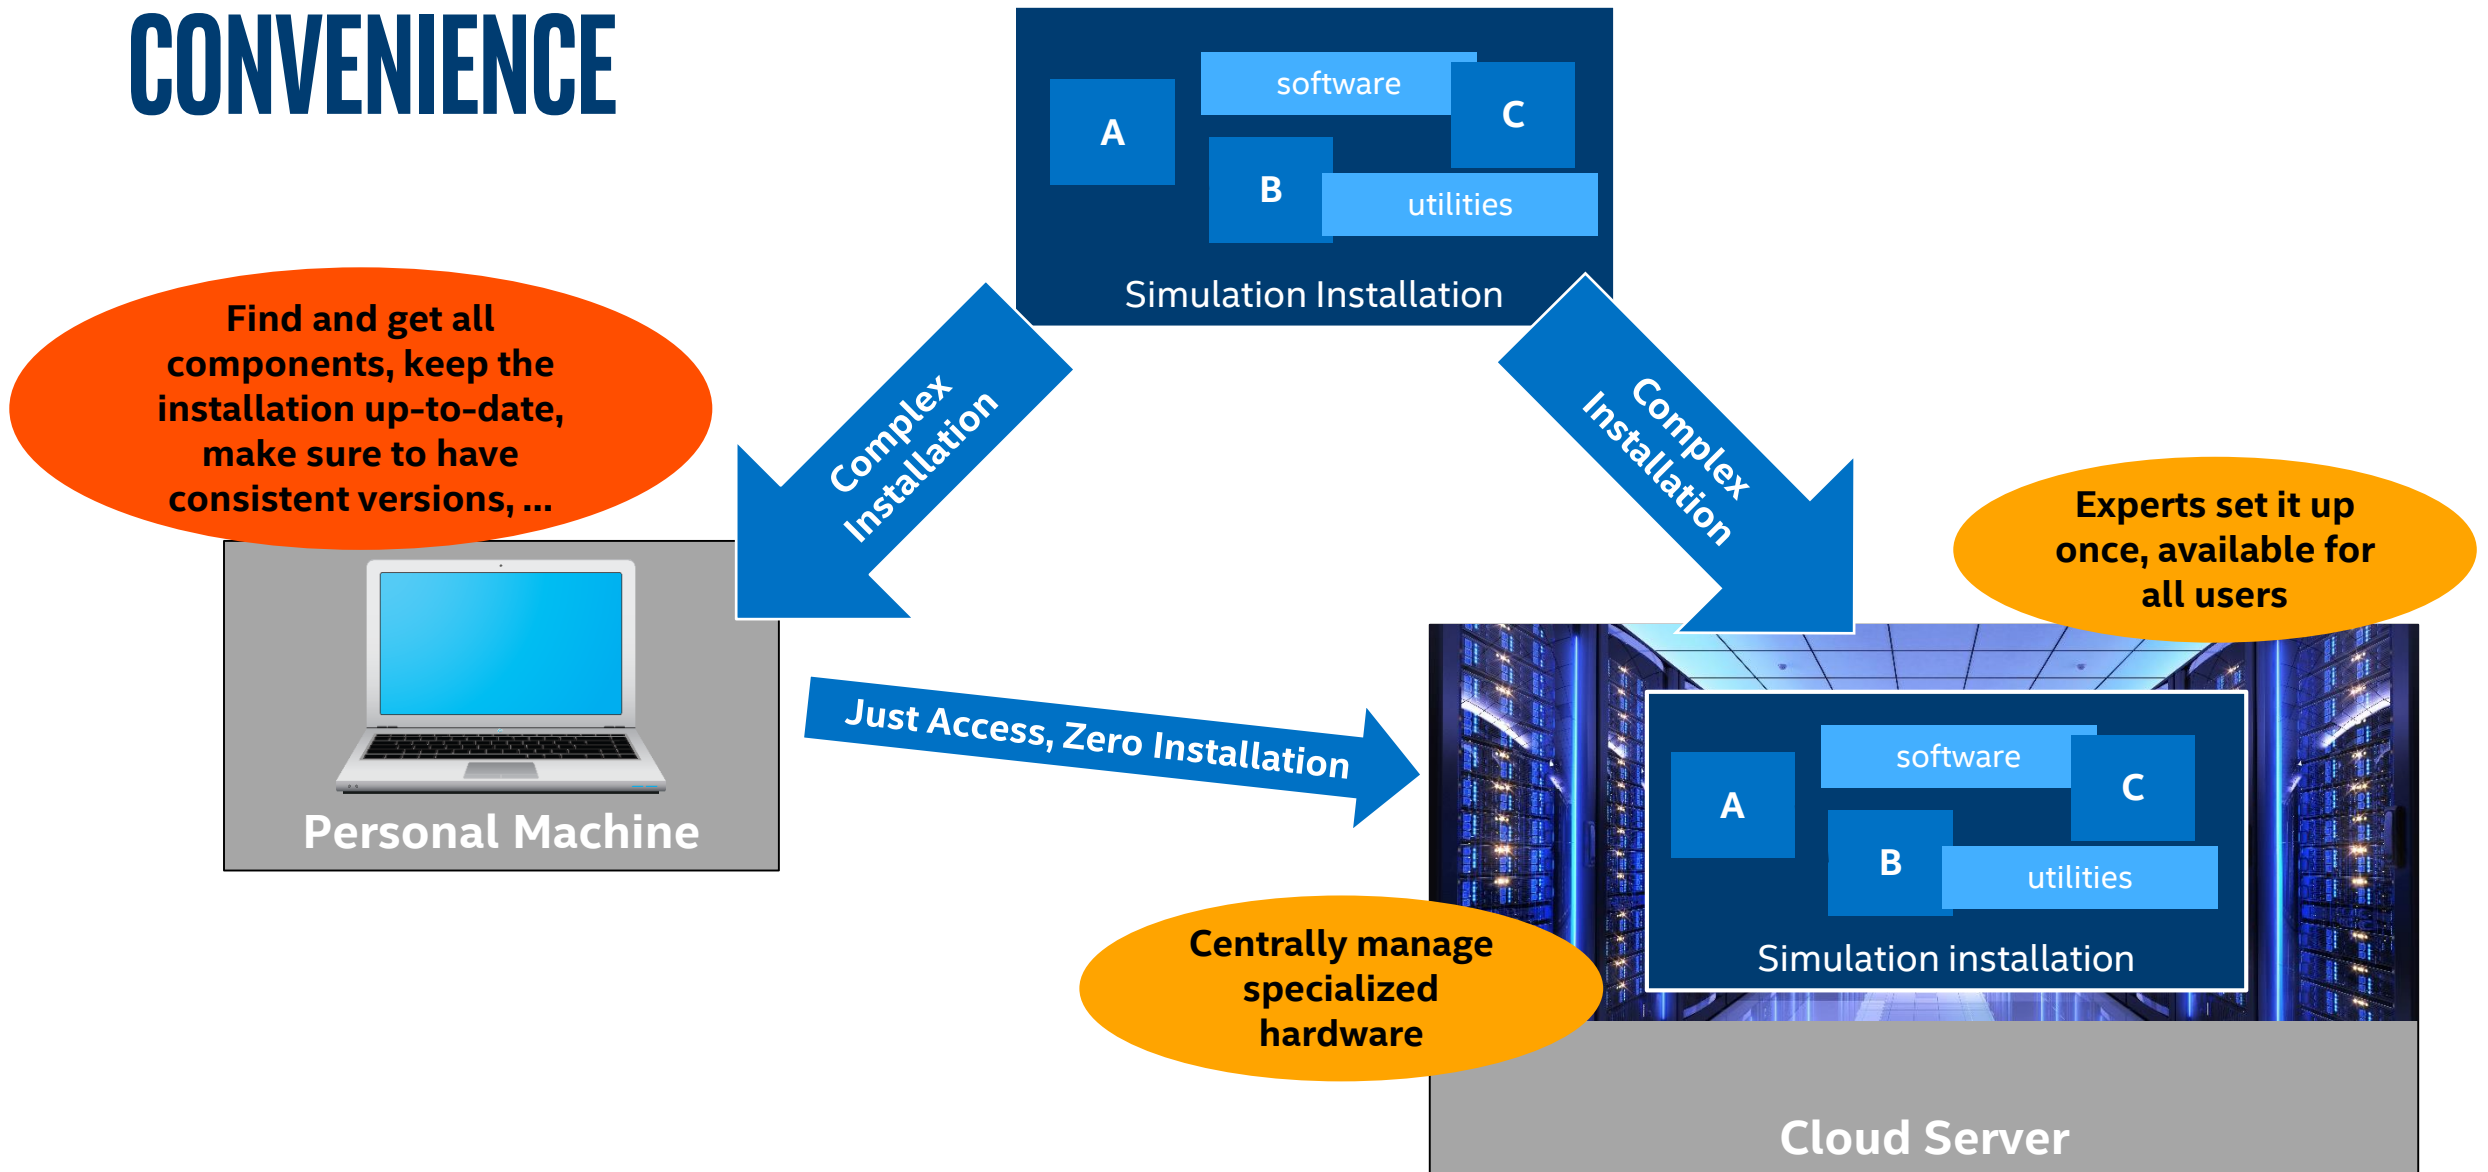 CONVENIENCE
software
A
C
B
utilities
Simulation Installation
Find and get all
components, keep the
installation up-to-date,
make sure to have
consistent versions, ...
Complex
Installation
Complex
Installation
Experts set it up
once, available for
all users
Personal Machine
Just Access, Zero Installation
software
A
C
B
utilities
Simulation installation
Centrally manage
specialized
hardware
Cloud Server